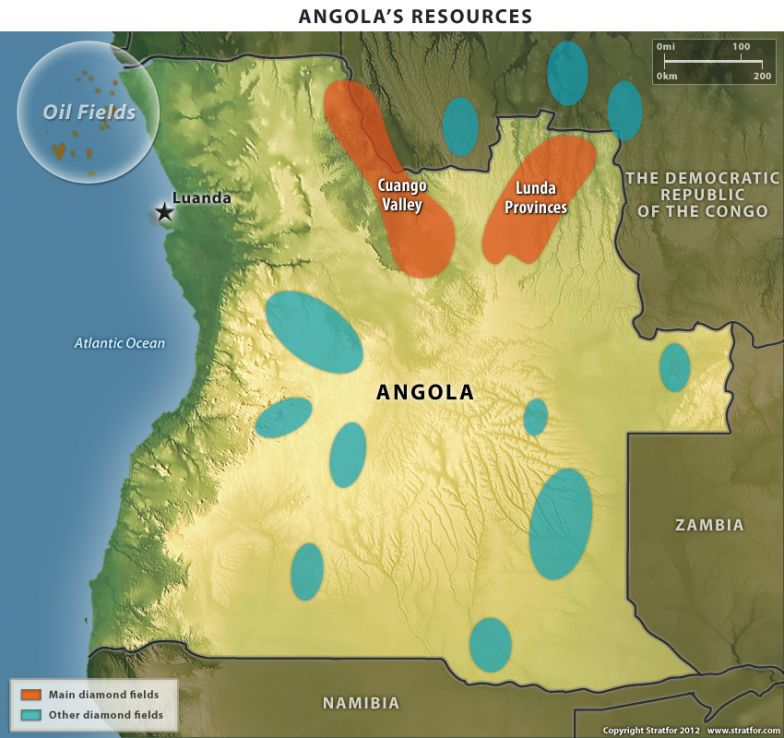 ANGOLA'S RESOURCES
0mi 100
0km 200
Oil Fields
Cuango
Valley
Lunda
Provinces
THE DEMOCRATIC
REPUBLIC
OF THE CONGO
Luanda
Atlantic Ocean
ANGOLA
ZAMBIA
NAMIBIA
Main diamond fields
Other diamond fields
Copyright Stratfor 2012 www.stratfor.com